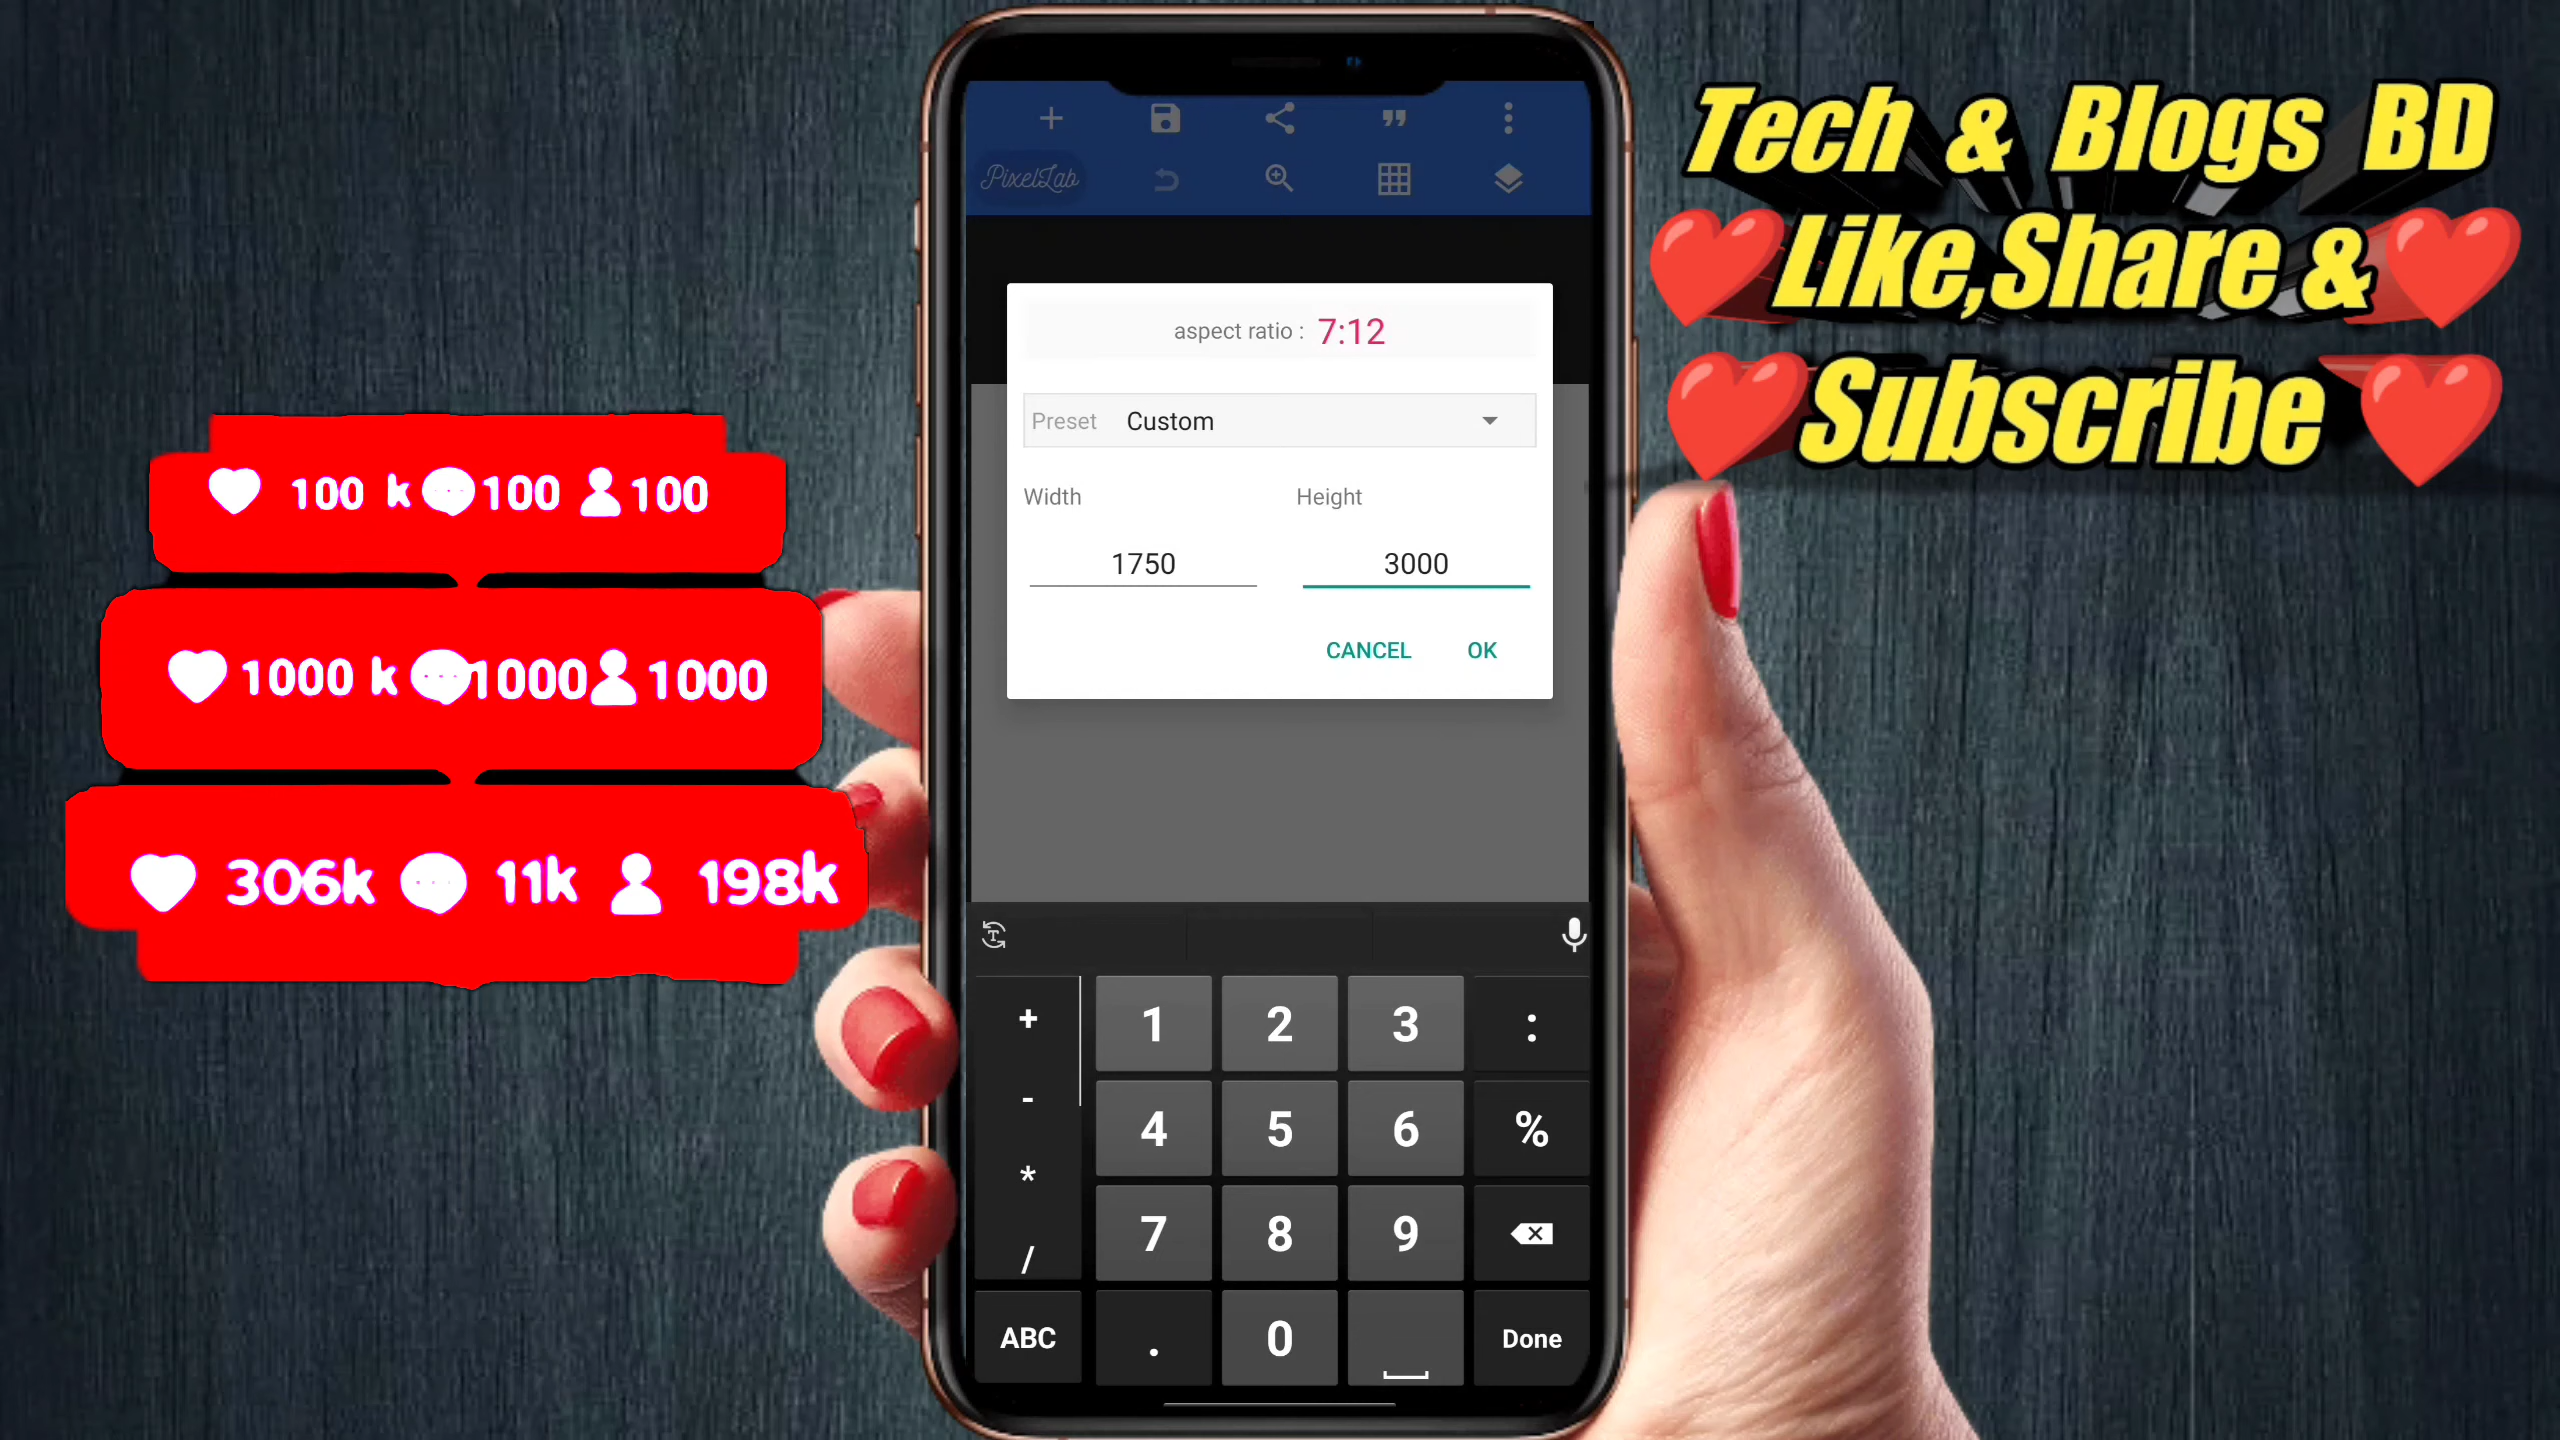 Tech & Blogs BD
Like,Share &
Subscribe
100 k 100 100
1000 k 1000 1000
306k 11k 198k
PixelLab
aspect ratio : 7:12
Preset Custom
Width Height
1750 3000
CANCEL OK
+ 1 2 3 :
- 4 5 6 %
*
7 8 9
/
ABC . 0 Done